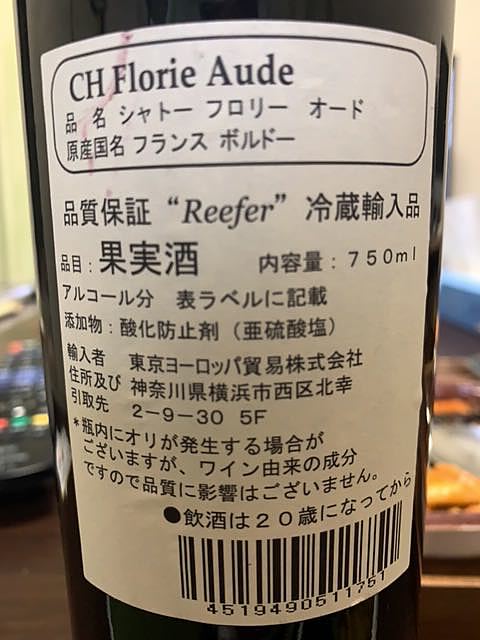 CH Florie Aude
品 名 シャトー フロリー オード
原産国名 フランス ボルドー
品質保証 “Reefer” 冷蔵輸入品
品目：果実酒 内容量：750ml
アルコール分 表ラベルに記載
添加物：酸化防止剤（亜硫酸塩）
輸入者 東京ヨーロッパ貿易株式会社
住所及び 神奈川県横浜市西区北幸
引取先 2-9-30 5F
*瓶内にオリが発生する場合が
ございますが、ワイン由来の成分
ですので品質に影響はございません。
●飲酒は20歳になってから
4519490511751